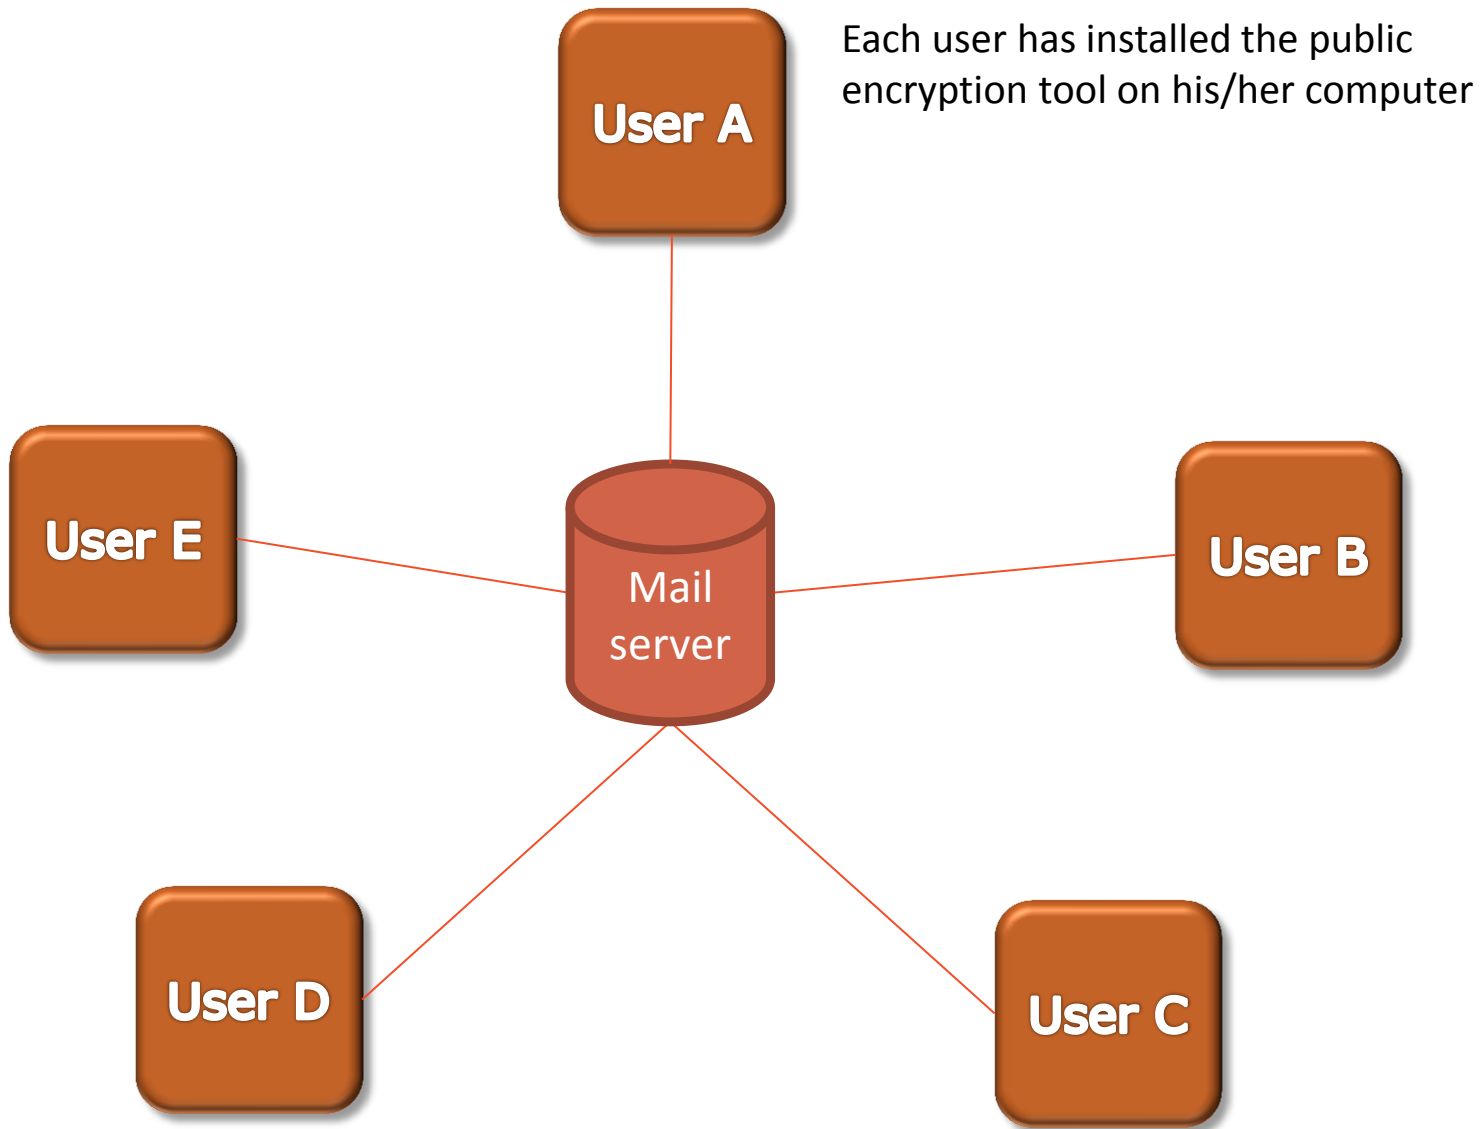 User A
Each user has installed the public
encryption tool on his/her computer
User E
Mail
server
User B
User D
User C